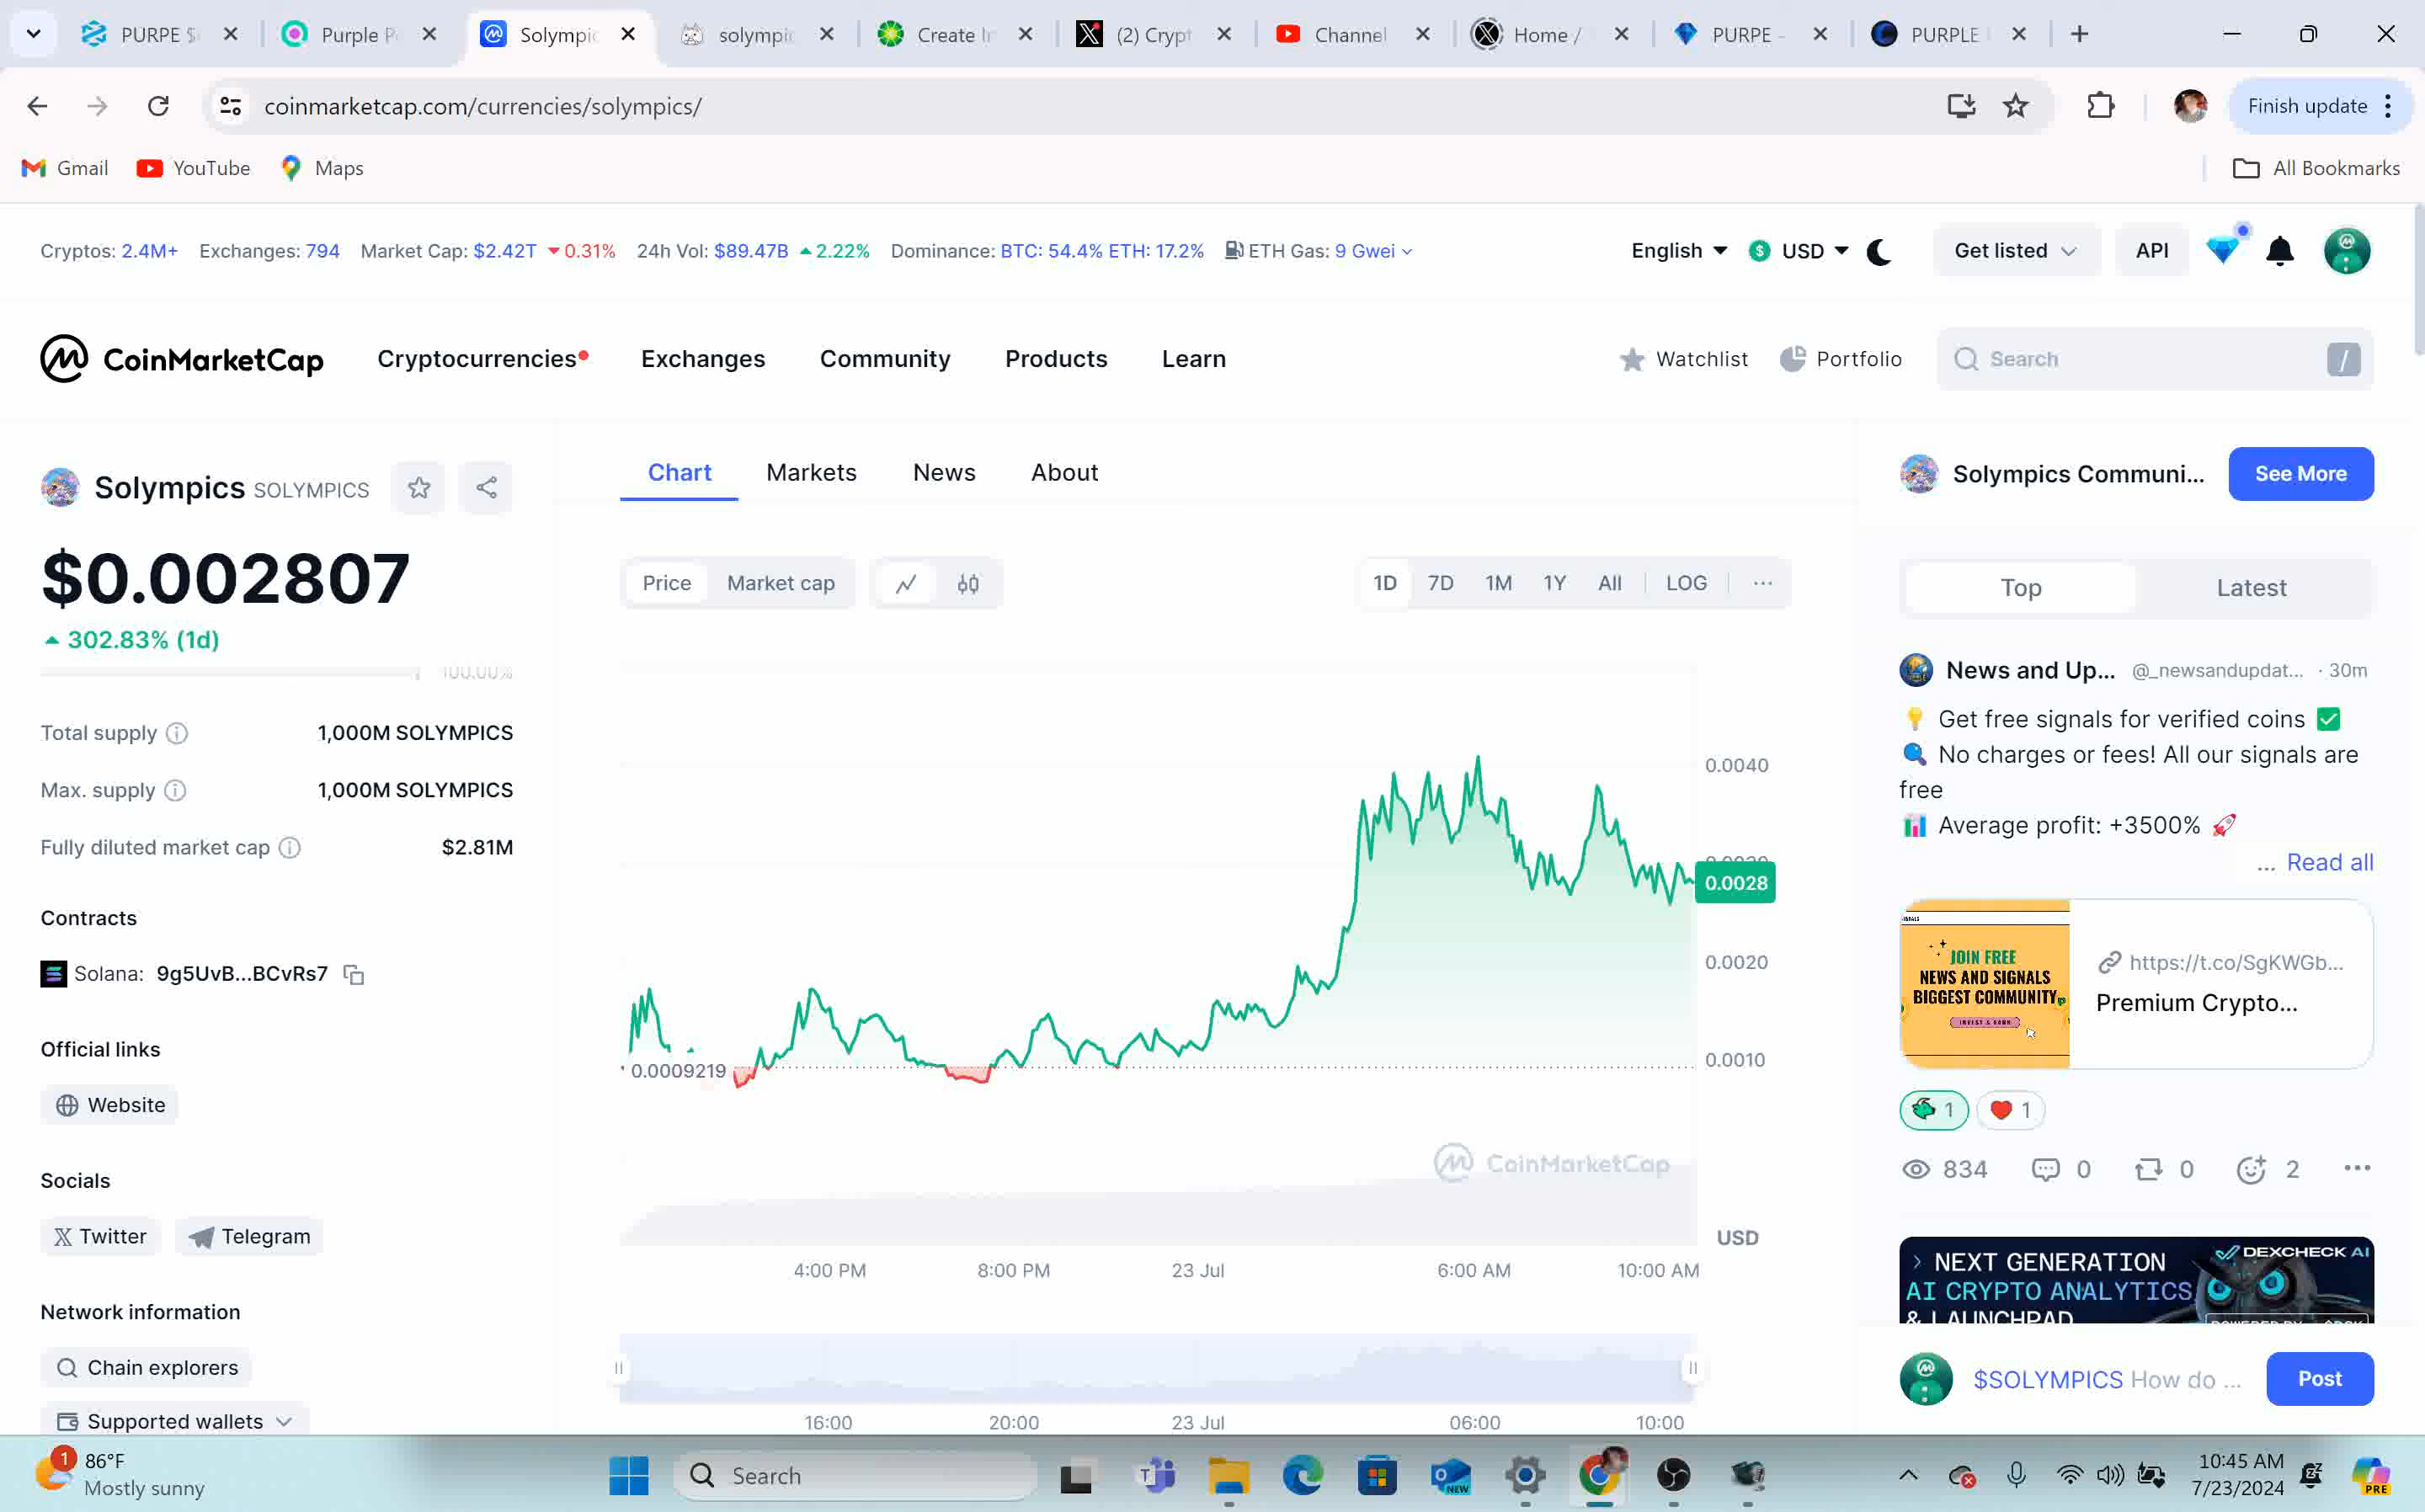 PURPE $
Purple P
Solympic
solympic
Create In
(2) Crypt
Channel
Home /
PURPE -
PURPLE
coinmarketcap.com/currencies/solympics/
Finish update
Gmail
YouTube
Maps
All Bookmarks
Cryptos: 2.4M+ Exchanges: 794 Market Cap: $2.42T 0.31% 24h Vol: $89.47B 2.22% Dominance: BTC: 54.4% ETH: 17.2% ETH Gas: 9 Gwei
English USD Get listed API
CoinMarketCap
Cryptocurrencies Exchanges Community Products Learn
Watchlist Portfolio Search /
Solympics SOLYMPICS
$0.002807
302.83% (1d)
100.00%
Total supply 1,000M SOLYMPICS
Max. supply 1,000M SOLYMPICS
Fully diluted market cap $2.81M
Contracts
Solana: 9g5UvB...BCvRs7
Official links
Website
Socials
Twitter Telegram
Network information
Chain explorers
Supported wallets
Chart Markets News About
Price Market cap
1D 7D 1M 1Y All LOG ...
0.0040
0.0028
0.0020
0.0010
0.0009219
CoinMarketCap
USD
4:00 PM 8:00 PM 23 Jul 6:00 AM 10:00 AM
16:00 20:00 23 Jul 06:00 10:00
Solympics Communi... See More
Top Latest
News and Up... @_newsandupdat... · 30m
Get free signals for verified coins
No charges or fees! All our signals are
free
Average profit: +3500%
... Read all
JOIN FREE
NEWS AND SIGNALS
BIGGEST COMMUNITY
INVEST & EARN
https://t.co/SgKWGb...
Premium Crypto...
1 1
834 0 0 2
DEXCHECK AI
NEXT GENERATION
AI CRYPTO ANALYTICS
& LAUNCHPAD
$SOLYMPICS How do ... Post
1
86°F
Mostly sunny
Search
NEW
10:45 AM
7/23/2024
PRE